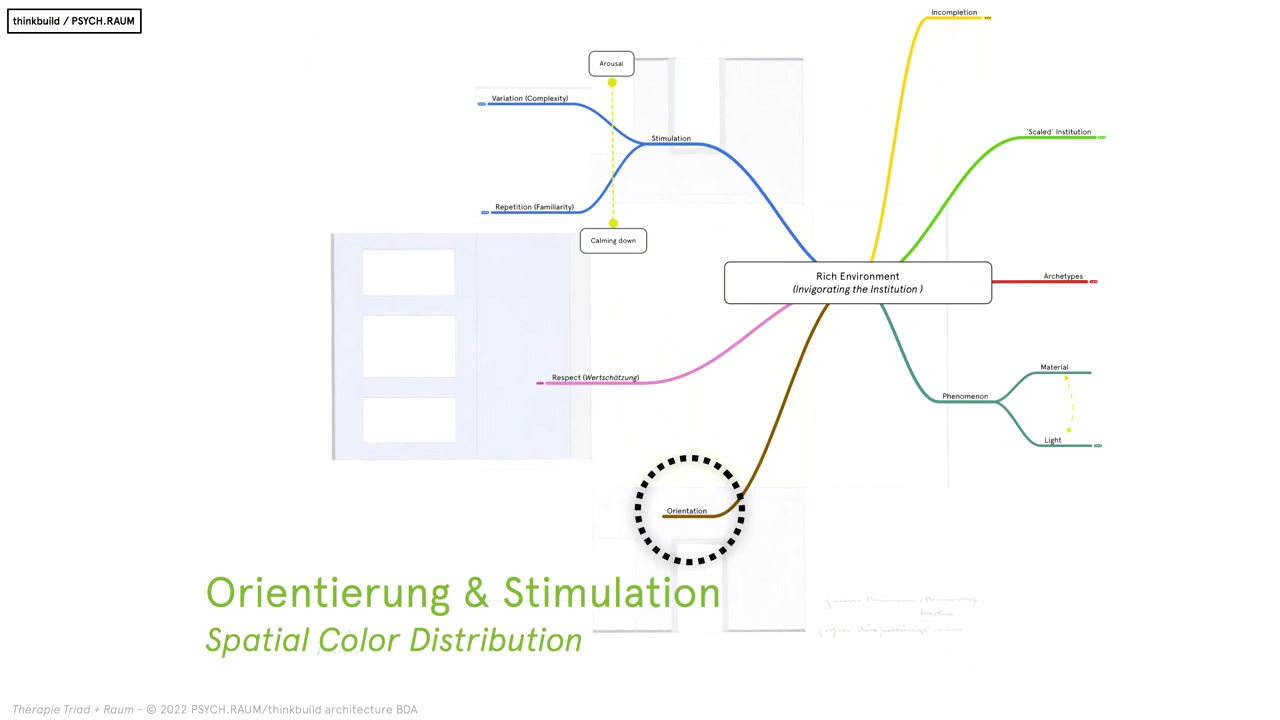 thinkbuild / PSYCH.RAUM
Incompletion
Arousal
Variation (Complexity)
'Scaled' Institution
Stimulation
Repetition (Familiarity)
Calming down
Rich Environment
(Invigorating the Institution )
Archetypes
Material
Respect (Wertschätzung)
Phenomenon
Light
Orientation
Orientierung & Stimulation
Spatial Color Distribution
Therapie Triad + Raum - © 2022 PSYCH.RAUM/thinkbuild architecture BDA